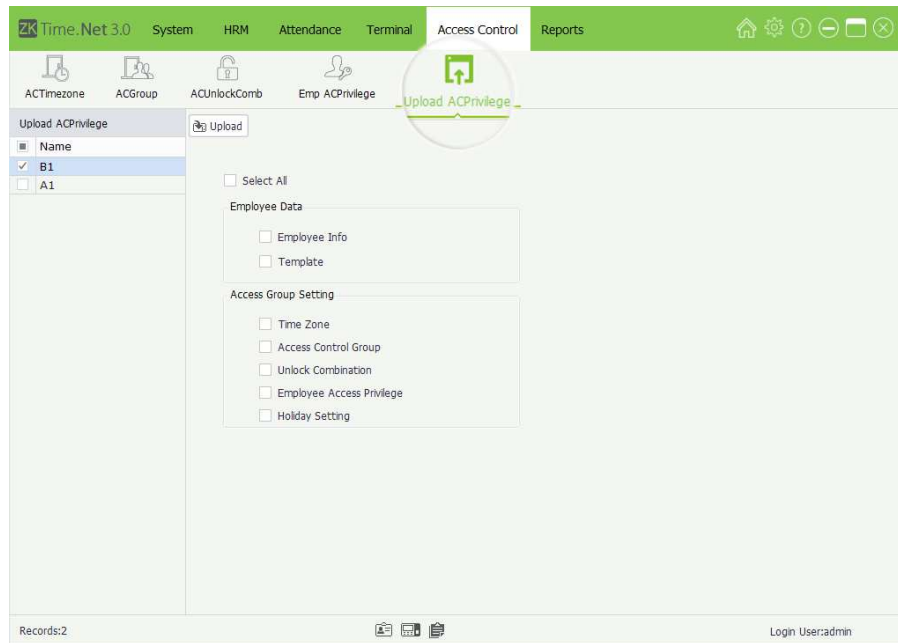 ZK Time.Net 3.0 System HRM Attendance Terminal Access Control Reports
ACTimezone ACGroup ACUnlockComb Emp ACPrivilege Upload ACPrivilege
Upload ACPrivilege
Upload
Name
B1
A1
Select All
Employee Data
Employee Info
Template
Access Group Setting
Time Zone
Access Control Group
Unlock Combination
Employee Access Privilege
Holiday Setting
Records:2 Login User:admin